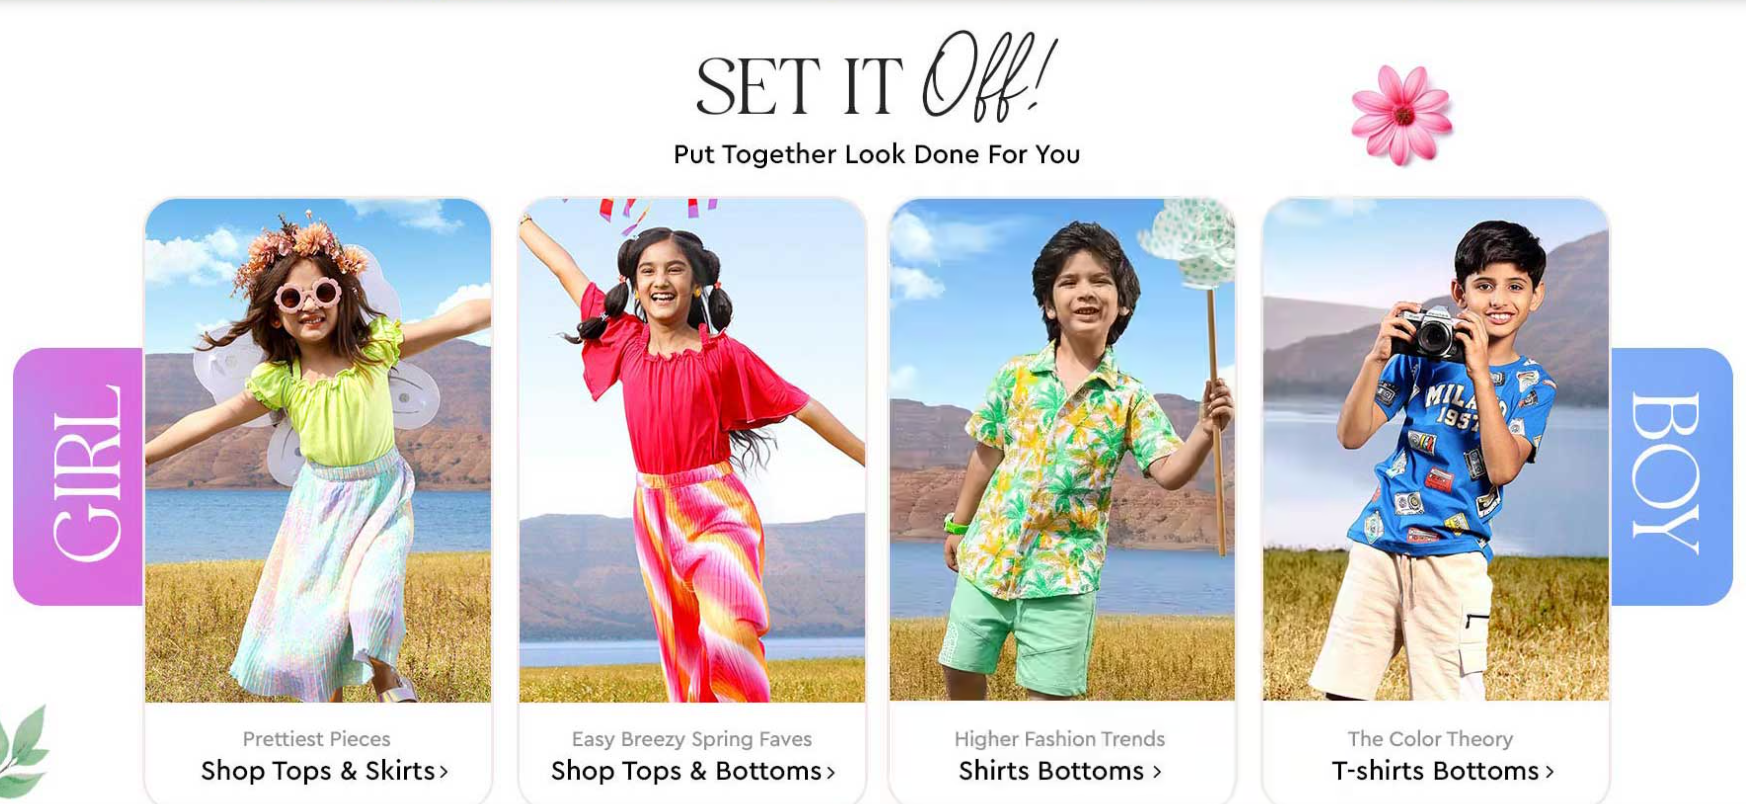 SET IT Off!
Put Together Look Done For You
GIRL
MILA
1957
BOY
Prettiest Pieces
Shop Tops & Skirts ›
Easy Breezy Spring Faves
Shop Tops & Bottoms ›
Higher Fashion Trends
Shirts Bottoms ›
The Color Theory
T-shirts Bottoms ›